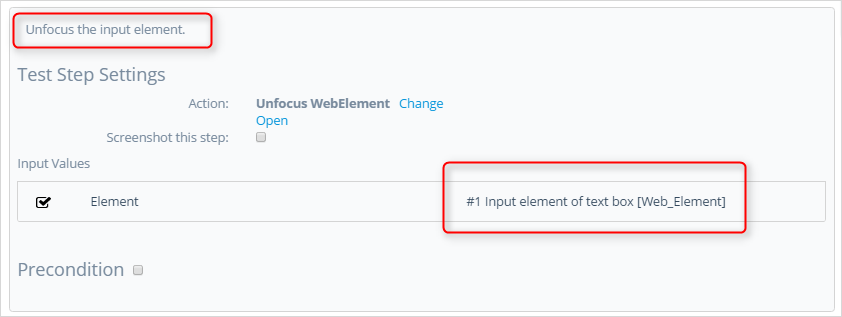 Unfocus the input element.
Test Step Settings
Action: Unfocus WebElement Change
Open
Screenshot this step:
Input Values
Element #1 Input element of text box [Web_Element]
Precondition